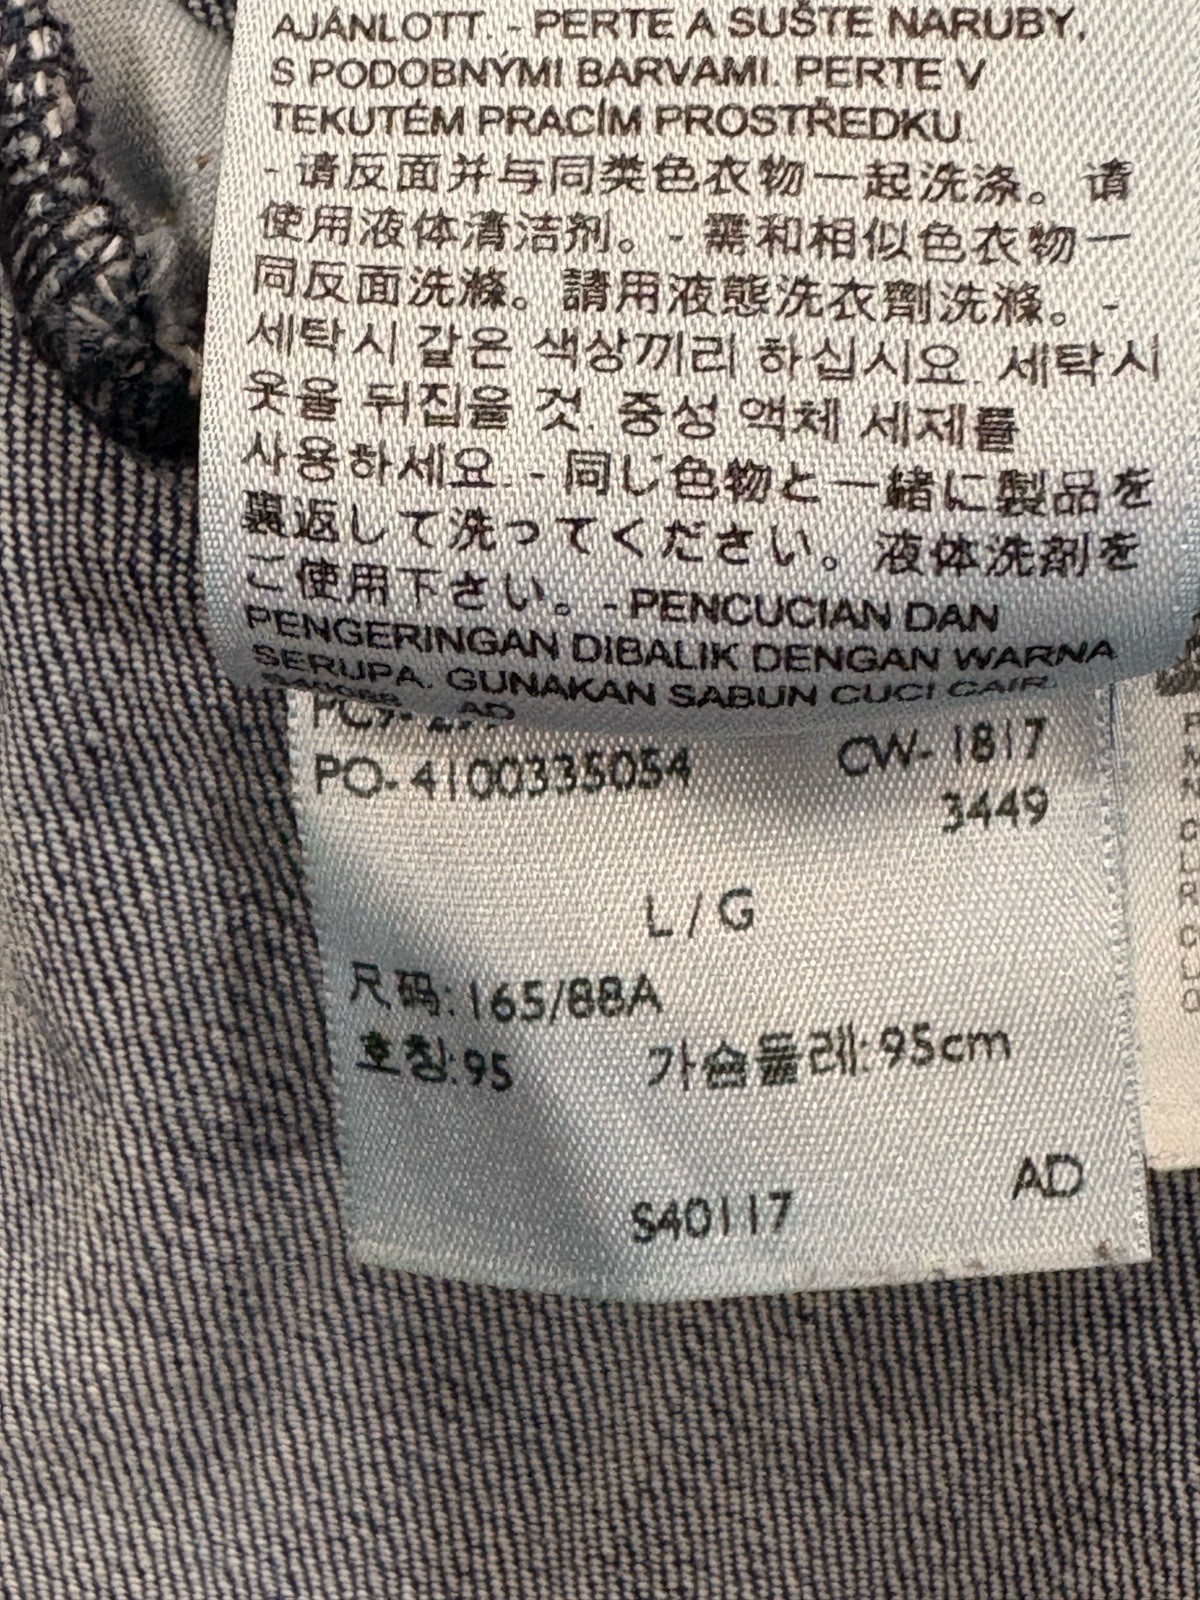 AJÁNLOTT. - PERTE A SUŠTE NARUBY,
S PODOBNÝMI BARVAMI. PERTE V
TEKUTÉM PRACÍM PROSTŘEDKU.
- 请反面并与同类色衣物一起洗涤。请
使用液体清洁剂。- 需和相似色衣物一
同反面洗滌。請用液態洗衣劑洗滌。-
세탁시 같은 색상끼리 하십시요. 세탁시
옷을 뒤집을 것. 중성 액체 세제를
사용하세요. - 同じ色物と一緒に製品を
裏返して洗ってください。液体洗剤を
ご使用下さい。- PENCUCIAN DAN
PENGERINGAN DIBALIK DENGAN WARNA
SERUPA. GUNAKAN SABUN CUCI CAIR.
AD
PO-4100335054 CW-1817
3449
L / G
尺码: 165/88A
호칭:95 가슴둘레:95cm
AD
S40117